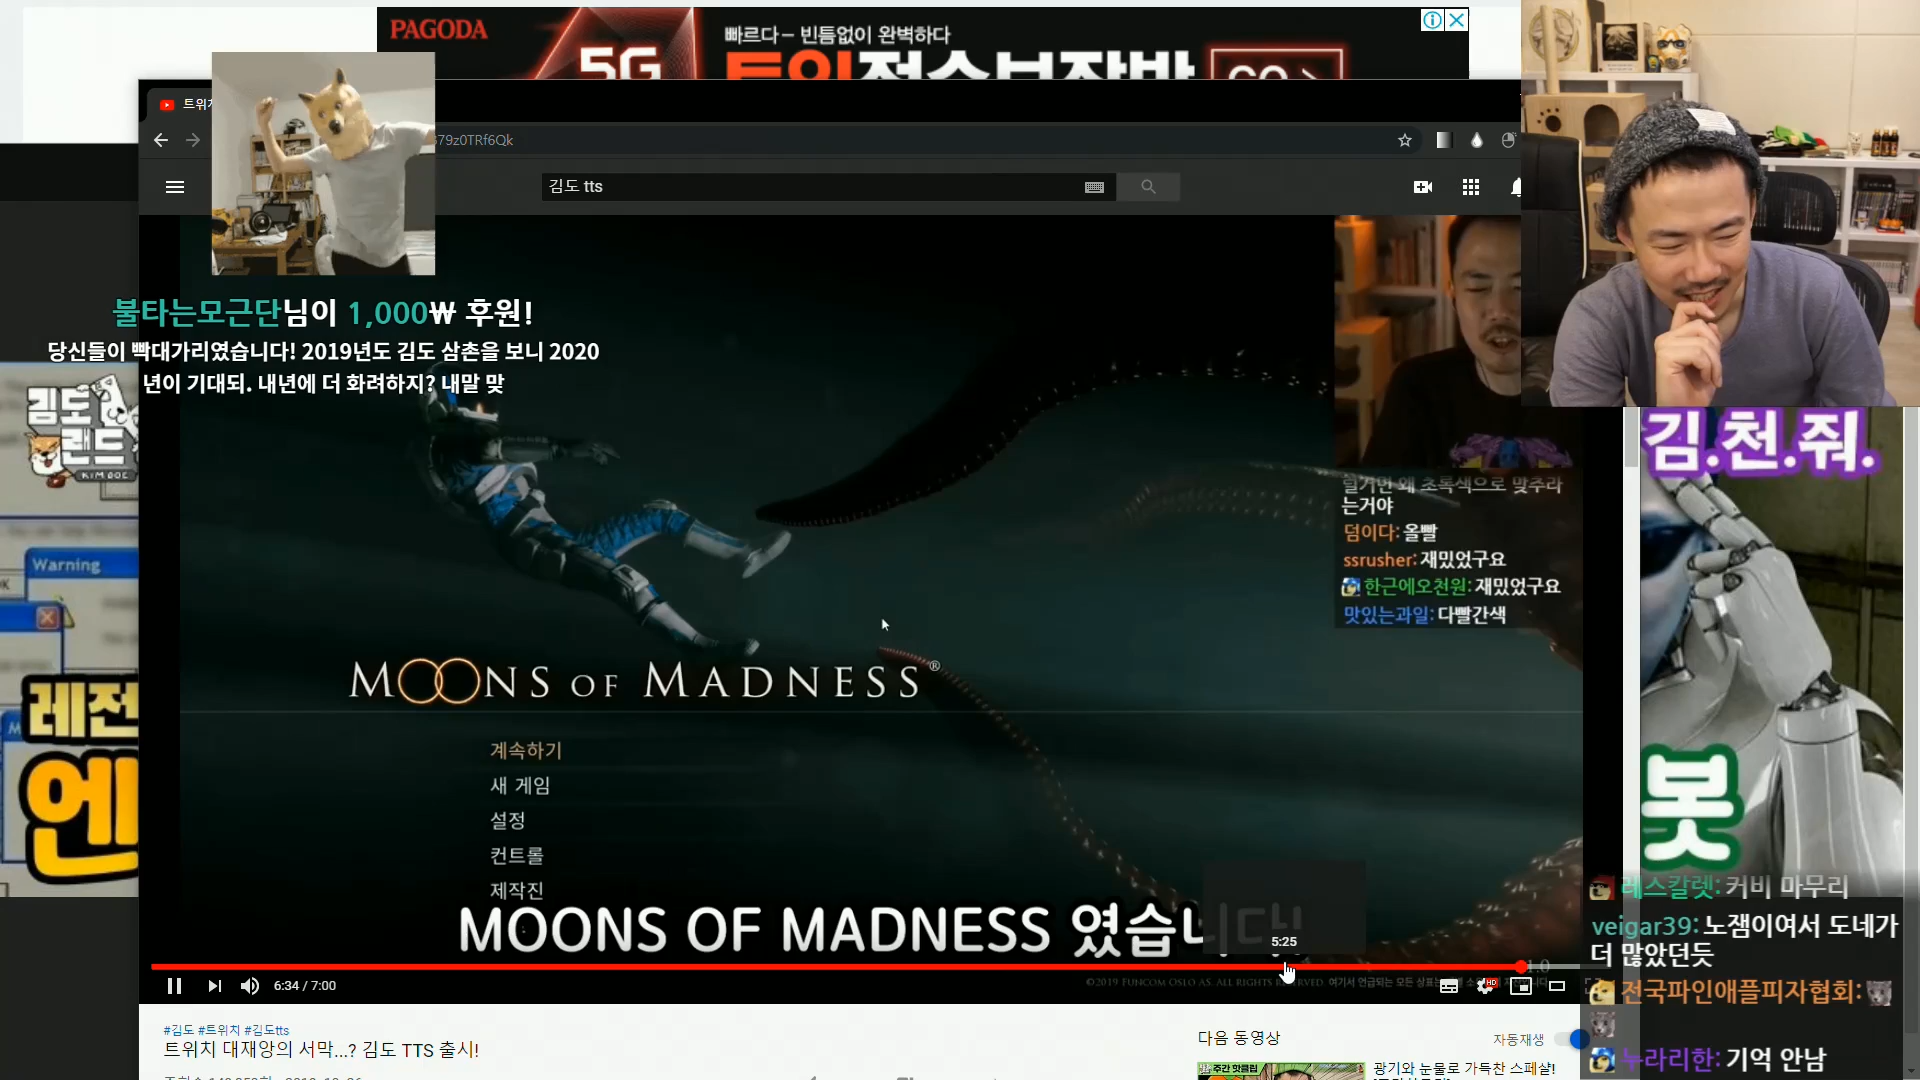 PAGODA
5G
빠르다 – 빈틈없이 완벽하다
트위치
379z0TRf6Qk
김도 tts
불타는모근단님이 1,000₩ 후원!
당신들이 빡대가리였습니다! 2019년도 김도 삼촌을 보니 2020
년이 기대되. 내년에 더 화려하지? 내말 맞
김도
랜드
KIM DOE
Warning
레전
엔
는거야
덤이다: 올빨
ssrusher: 재밌었구요
한근에오천원: 재밌었구요
맛있는과일: 다빨간색
MOONS OF MADNESS®
계속하기
새 게임
설정
컨트롤
제작진
MOONS OF MADNESS 였습니다!
5:25
6:34 / 7:00
HD
#김도 #트위치 #김도tts
트위치 대재앙의 서막...? 김도 TTS 출시!
다음 동영상
자동재생
주간 핫클립
광기와 눈물로 가득찬 스페셜!
김.천.줘.
봇
레스칼렛: 커비 마무리
veigar39: 노잼이여서 도네가
더 많았던듯
전국파인애플피자협회:
누라리한: 기억 안남